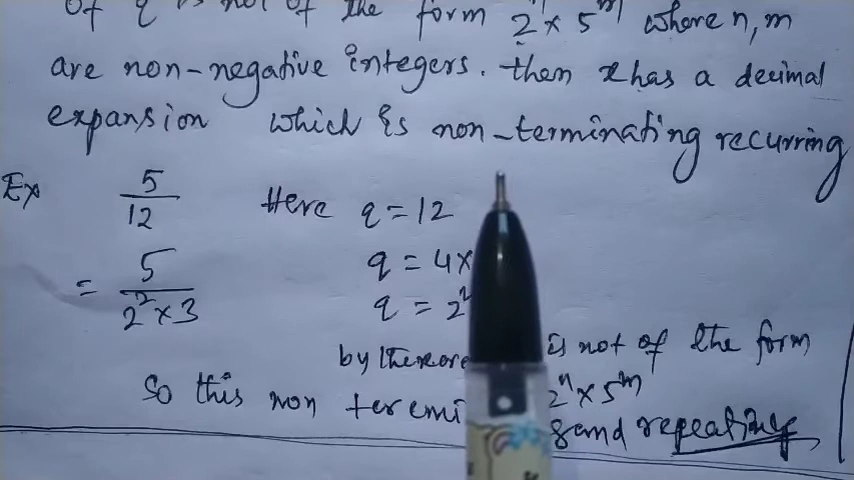 of q is not of the form 2ⁿ × 5ᵐ where n, m
are non-negative integers. then x has a decimal
expansion which is non-terminating recurring
Ex 5/12 Here q = 12
= 5/2² × 3 q = 4×
q = 2²
by theore is not of the form
2ⁿ × 5ᵐ
So this non teremi and repeating